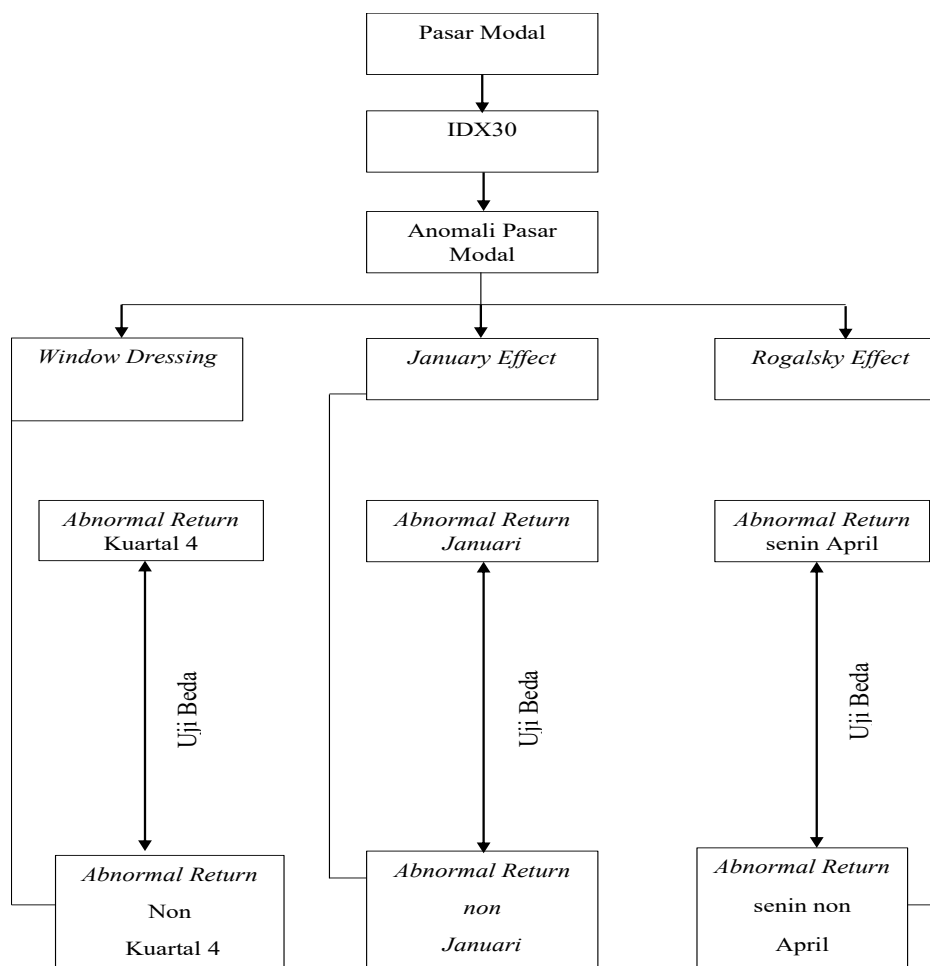 Pasar Modal
IDX30
Anomali Pasar
Modal
Window Dressing
January Effect
Rogalsky Effect
Abnormal Return
Kuartal 4
Abnormal Return
Januari
Abnormal Return
senin April
Uji Beda
Uji Beda
Uji Beda
Abnormal Return
Non
Kuartal 4
Abnormal Return
non
Januari
Abnormal Return
senin non
April